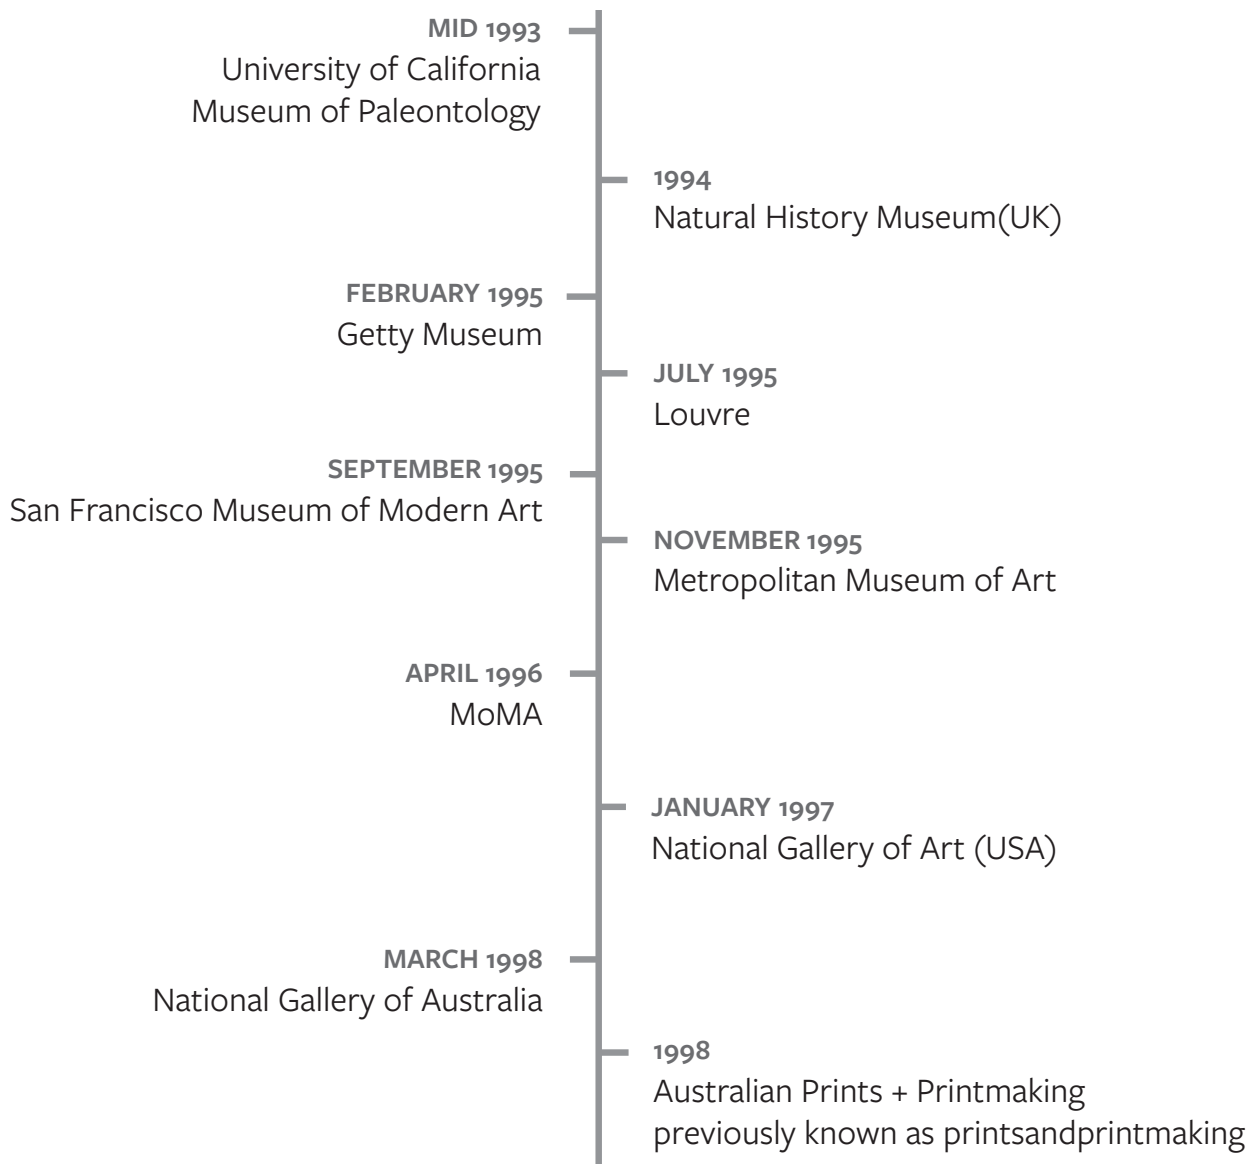 MID 1993
University of California
Museum of Paleontology
1994
Natural History Museum(UK)
FEBRUARY 1995
Getty Museum
JULY 1995
Louvre
SEPTEMBER 1995
San Francisco Museum of Modern Art
NOVEMBER 1995
Metropolitan Museum of Art
APRIL 1996
MoMA
JANUARY 1997
National Gallery of Art (USA)
MARCH 1998
National Gallery of Australia
1998
Australian Prints + Printmaking
previously known as printsandprintmaking